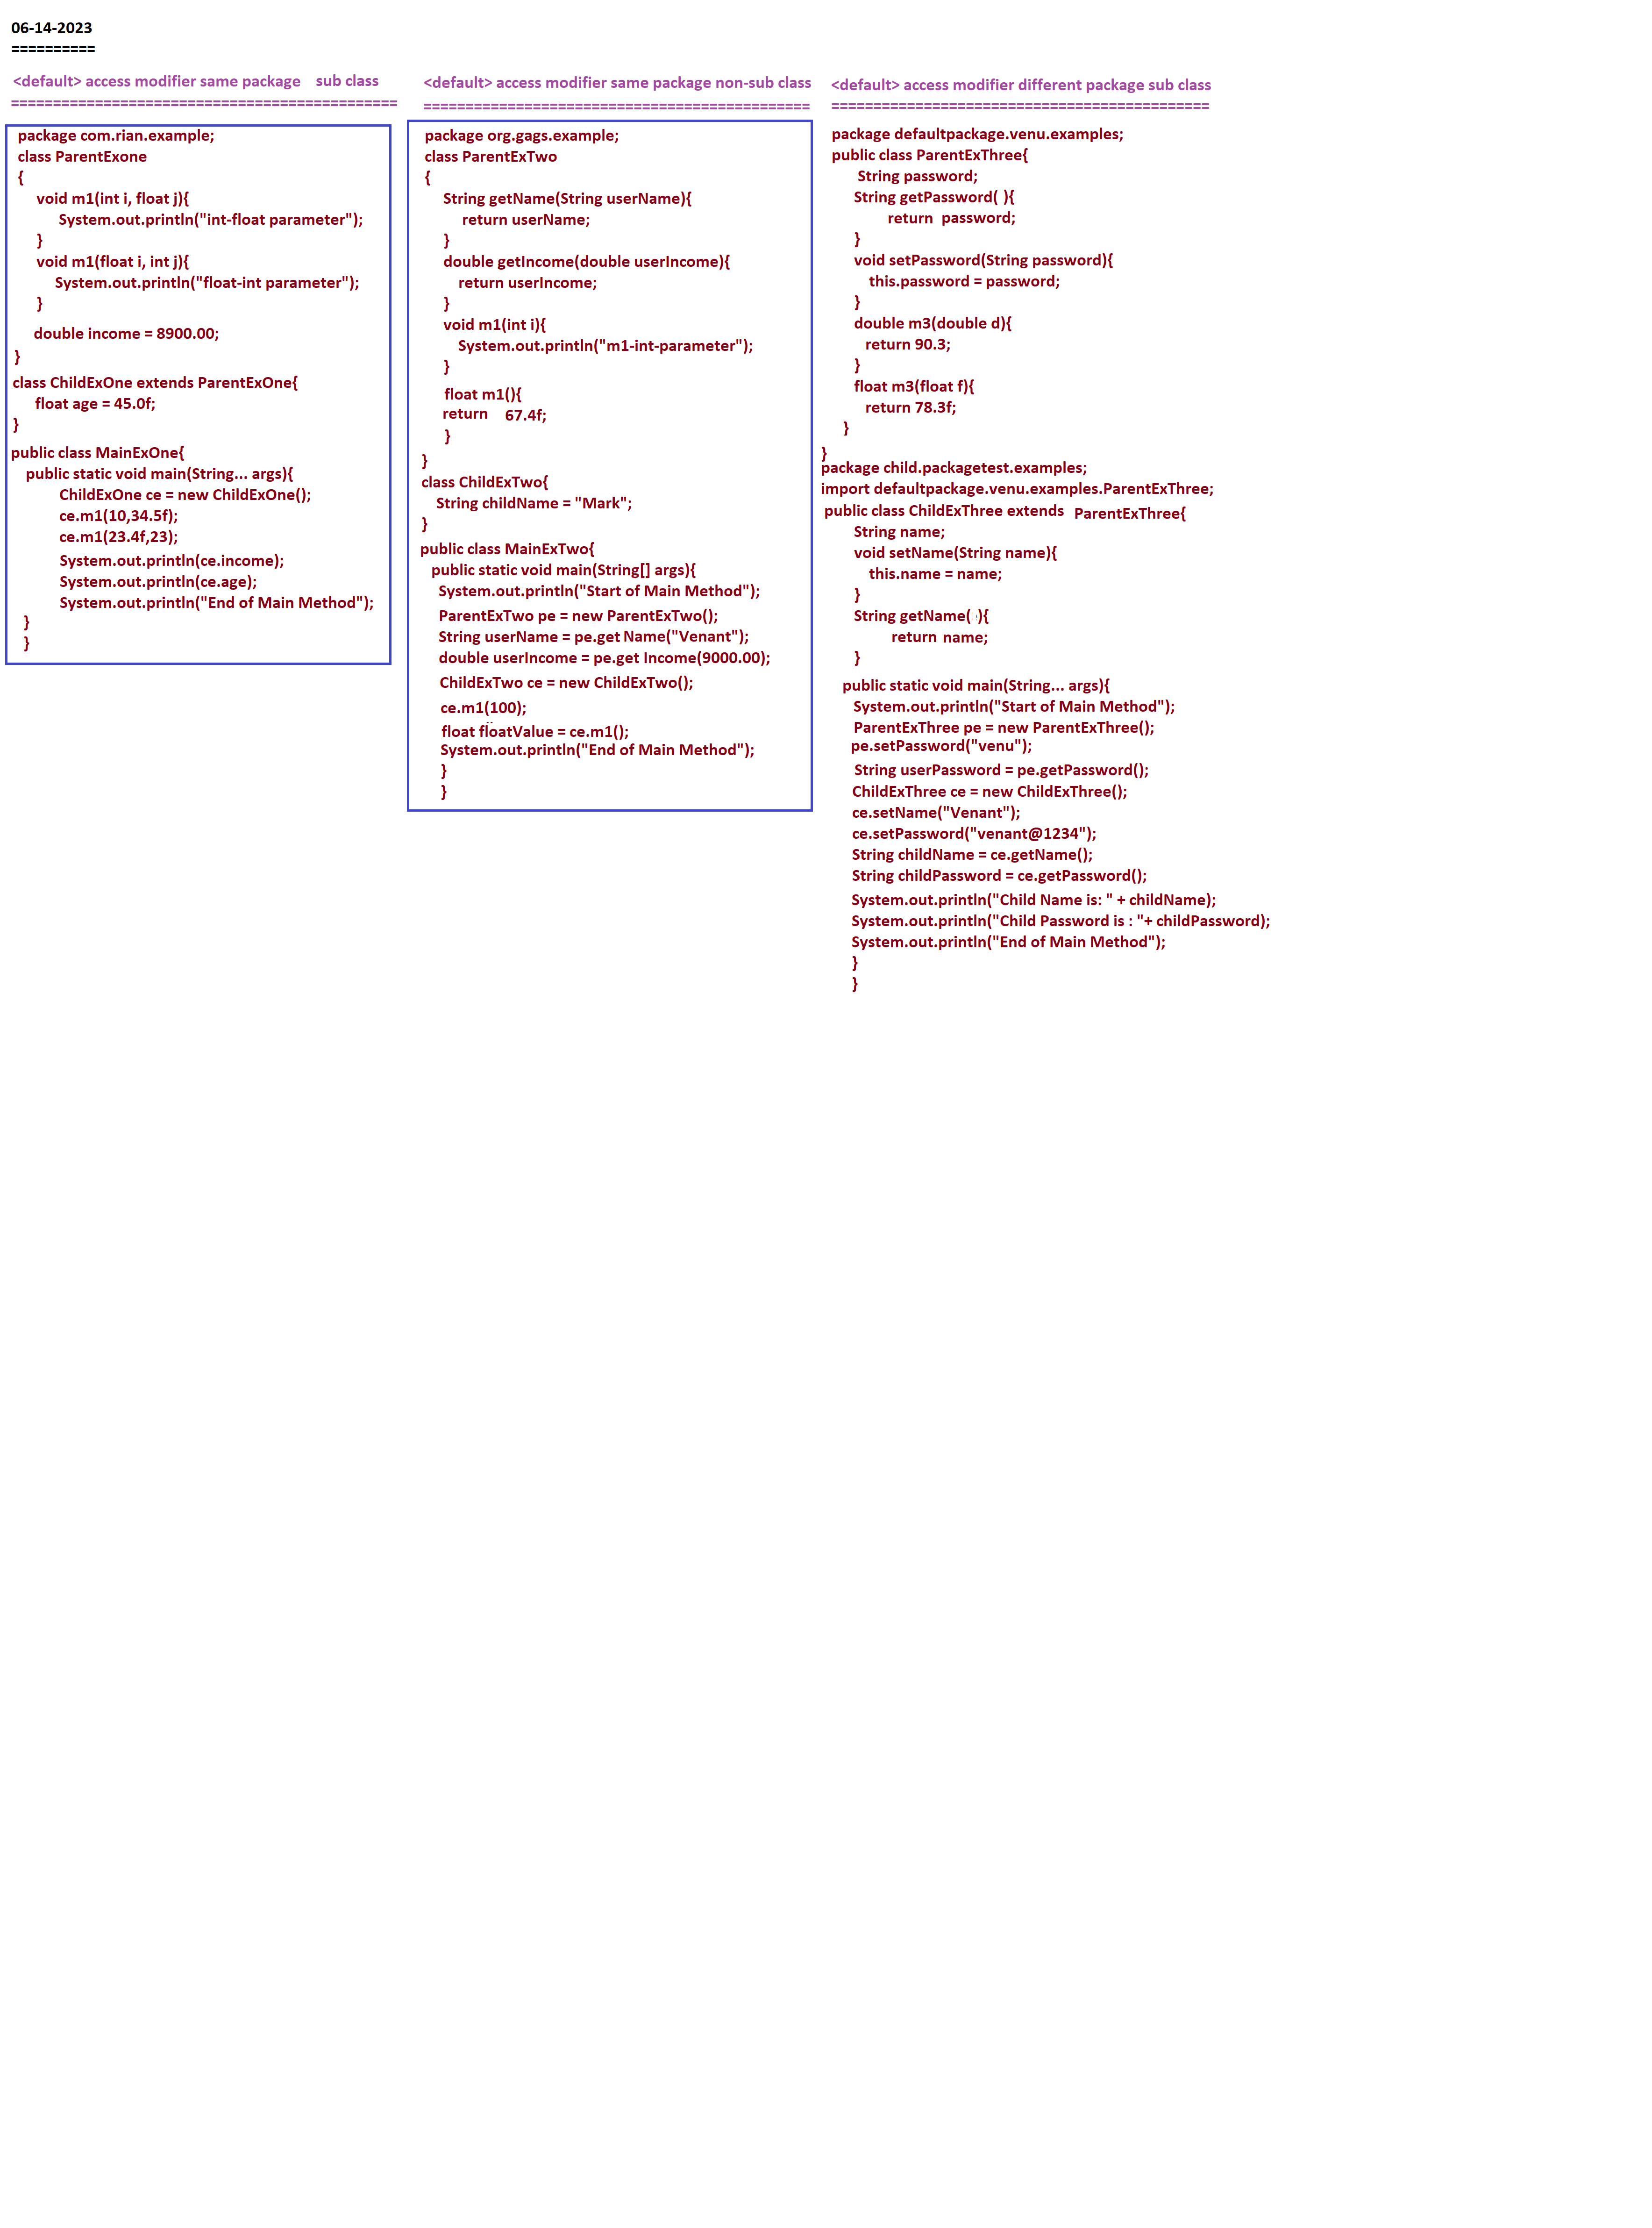 06-14-2023
==========
<default> access modifier same package sub class
==============================================
package com.rian.example;
class ParentExone
{
void m1(int i, float j){
System.out.println("int-float parameter");
}
void m1(float i, int j){
System.out.println("float-int parameter");
}
double income = 8900.00;
}
class ChildExOne extends ParentExOne{
float age = 45.0f;
}
public class MainExOne{
public static void main(String... args){
ChildExOne ce = new ChildExOne();
ce.m1(10,34.5f);
ce.m1(23.4f,23);
System.out.println(ce.income);
System.out.println(ce.age);
System.out.println("End of Main Method");
}
}
<default> access modifier same package non-sub class
==============================================
package org.gags.example;
class ParentExTwo
{
String getName(String userName){
return userName;
}
double getIncome(double userIncome){
return userIncome;
}
void m1(int i){
System.out.println("m1-int-parameter");
}
float m1(){
return 67.4f;
}
}
class ChildExTwo{
String childName = "Mark";
}
public class MainExTwo{
public static void main(String[] args){
System.out.println("Start of Main Method");
ParentExTwo pe = new ParentExTwo();
String userName = pe.get Name("Venant");
double userIncome = pe.get Income(9000.00);
ChildExTwo ce = new ChildExTwo();
ce.m1(100);
float floatValue = ce.m1();
System.out.println("End of Main Method");
}
}
<default> access modifier different package sub class
=============================================
package defaultpackage.venu.examples;
public class ParentExThree{
String password;
String getPassword( ){
return password;
}
void setPassword(String password){
this.password = password;
}
double m3(double d){
return 90.3;
}
float m3(float f){
return 78.3f;
}
}
package child.packagetest.examples;
import defaultpackage.venu.examples.ParentExThree;
public class ChildExThree extends ParentExThree{
String name;
void setName(String name){
this.name = name;
}
String getName( ){
return name;
}
public static void main(String... args){
System.out.println("Start of Main Method");
ParentExThree pe = new ParentExThree();
pe.setPassword("venu");
String userPassword = pe.getPassword();
ChildExThree ce = new ChildExThree();
ce.setName("Venant");
ce.setPassword("venant@1234");
String childName = ce.getName();
String childPassword = ce.getPassword();
System.out.println("Child Name is: " + childName);
System.out.println("Child Password is : "+ childPassword);
System.out.println("End of Main Method");
}
}